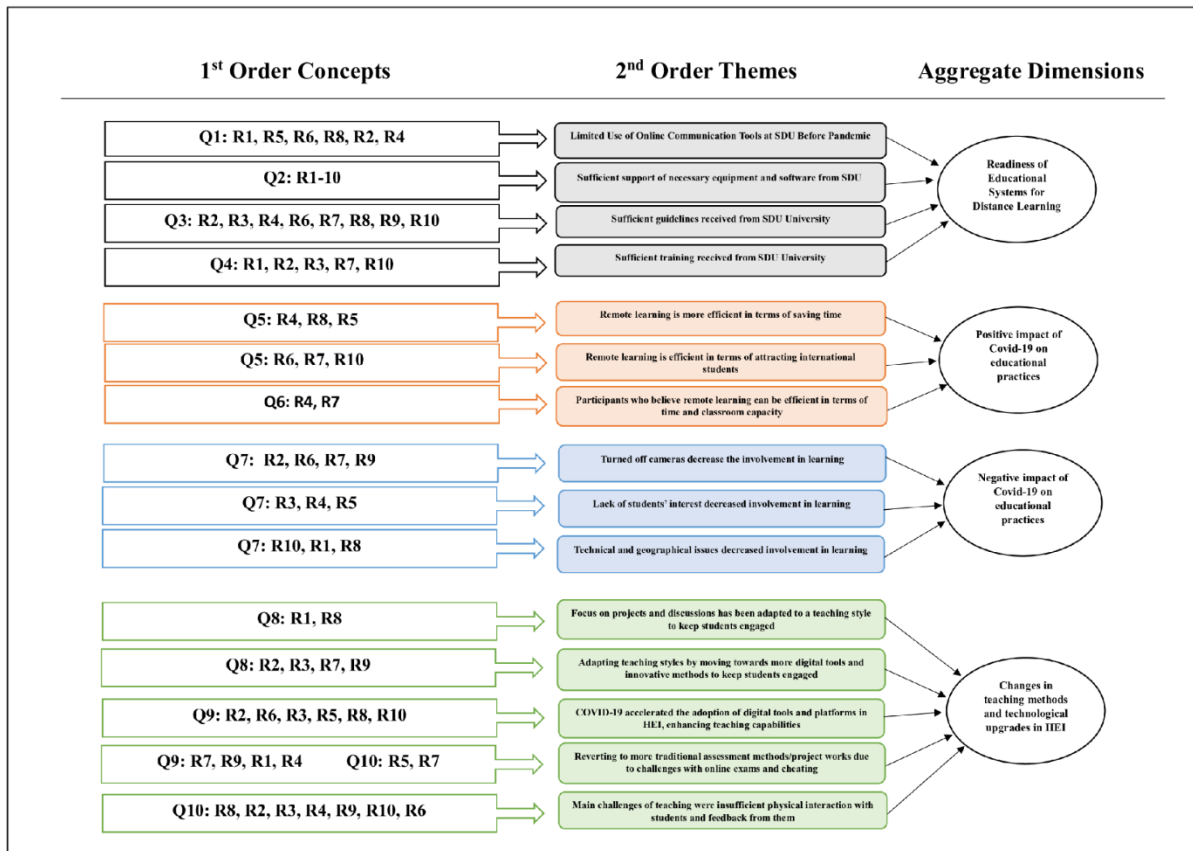 1st Order Concepts
2nd Order Themes
Aggregate Dimensions
Q1: R1, R5, R6, R8, R2, R4
Limited Use of Online Communication Tools at SDU Before Pandemic
Q2: R1-10
Sufficient support of necessary equipment and software from SDU
Q3: R2, R3, R4, R6, R7, R8, R9, R10
Sufficient guidelines received from SDU University
Q4: R1, R2, R3, R7, R10
Sufficient training received from SDU University
Readiness of
Educational
Systems for
Distance Learning
Q5: R4, R8, R5
Remote learning is more efficient in terms of saving time
Q5: R6, R7, R10
Remote learning is efficient in terms of attracting international
students
Q6: R4, R7
Participants who believe remote learning can be efficient in terms of
time and classroom capacity
Positive impact of
Covid-19 on
educational
practices
Q7: R2, R6, R7, R9
Turned off cameras decrease the involvement in learning
Q7: R3, R4, R5
Lack of students' interest decreased involvement in learning
Q7: R10, R1, R8
Technical and geographical issues decreased involvement in learning
Negative impact of
Covid-19 on
educational
practices
Q8: R1, R8
Focus on projects and discussions has been adapted to a teaching style
to keep students engaged
Q8: R2, R3, R7, R9
Adapting teaching styles by moving towards more digital tools and
innovative methods to keep students engaged
Q9: R2, R6, R3, R5, R8, R10
COVID-19 accelerated the adoption of digital tools and platforms in
HEI, enhancing teaching capabilities
Q9: R7, R9, R1, R4 Q10: R5, R7
Reverting to more traditional assessment methods/project works due
to challenges with online exams and cheating
Q10: R8, R2, R3, R4, R9, R10, R6
Main challenges of teaching were insufficient physical interaction with
students and feedback from them
Changes in
teaching methods
and technological
upgrades in HEI